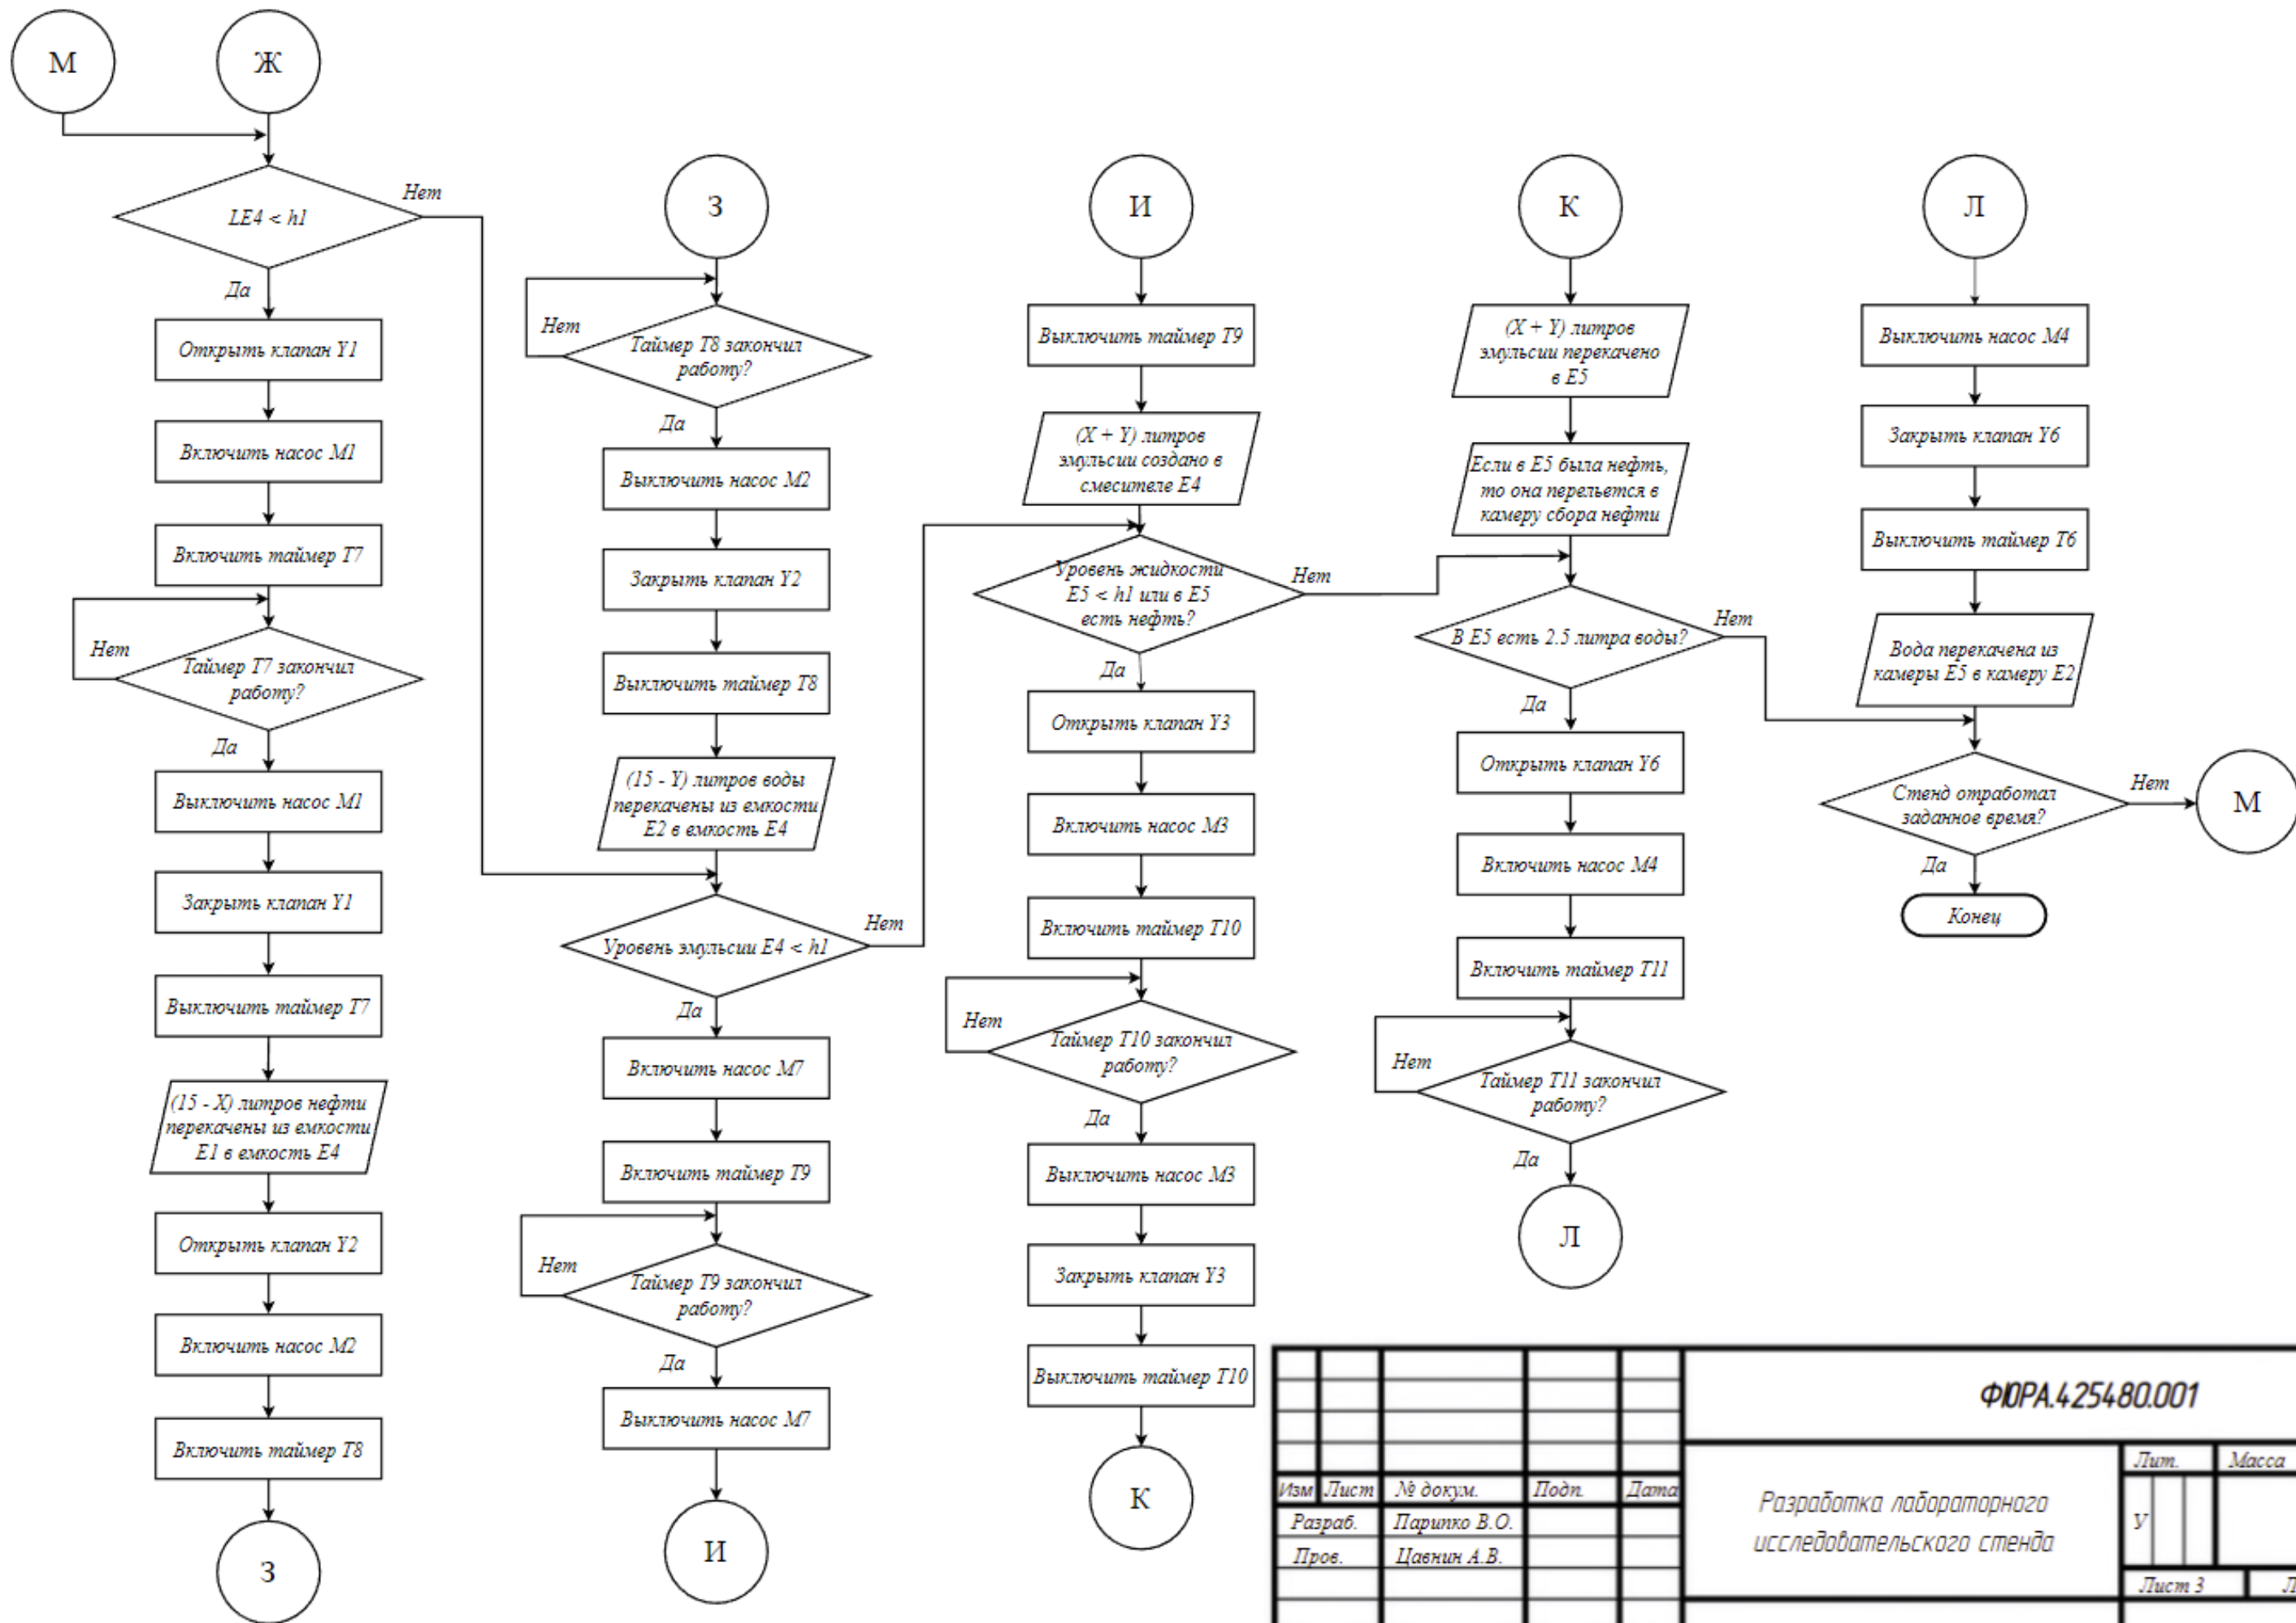 М
Ж
LE4 < h1
Нет
Да
Открыть клапан Y1
Включить насос M1
Включить таймер T7
Нет
Таймер T7 закончил
работу?
Да
Выключить насос M1
Закрыть клапан Y1
Выключить таймер T7
(15 - X) литров нефти
перекачены из емкости
E1 в емкость E4
Открыть клапан Y2
Включить насос M2
Включить таймер T8
З
З
Нет
Таймер T8 закончил
работу?
Да
Выключить насос M2
Закрыть клапан Y2
Выключить таймер T8
(15 - Y) литров воды
перекачены из емкости
E2 в емкость E4
Уровень эмульсии E4 < h1
Нет
Да
Включить насос M7
Включить таймер T9
Нет
Таймер T9 закончил
работу?
Да
Выключить насос M7
И
И
Выключить таймер T9
(X + Y) литров
эмульсии создано в
смесителе E4
Уровень жидкости
E5 < h1 или в E5
есть нефть?
Нет
Да
Открыть клапан Y3
Включить насос M3
Включить таймер T10
Нет
Таймер T10 закончил
работу?
Да
Выключить насос M3
Закрыть клапан Y3
Выключить таймер T10
К
К
(X + Y) литров
эмульсии перекачено
в E5
Если в E5 была нефть,
то она перельется в
камеру сбора нефти
В E5 есть 2.5 литра воды?
Нет
Да
Открыть клапан Y6
Включить насос M4
Включить таймер T11
Нет
Таймер T11 закончил
работу?
Да
Л
Л
Выключить насос M4
Закрыть клапан Y6
Выключить таймер T6
Вода перекачена из
камеры E5 в камеру E2
Стенд отработал
заданное время?
Нет
М
Да
Конец
ФЮРА.425480.001
Изм Лист № докум. Подп. Дата
Разраб. Парипко В.О.
Пров. Цавнин А.В.
Разработка лабораторного
исследовательского стенда
Лит. Масса
У
Лист 3